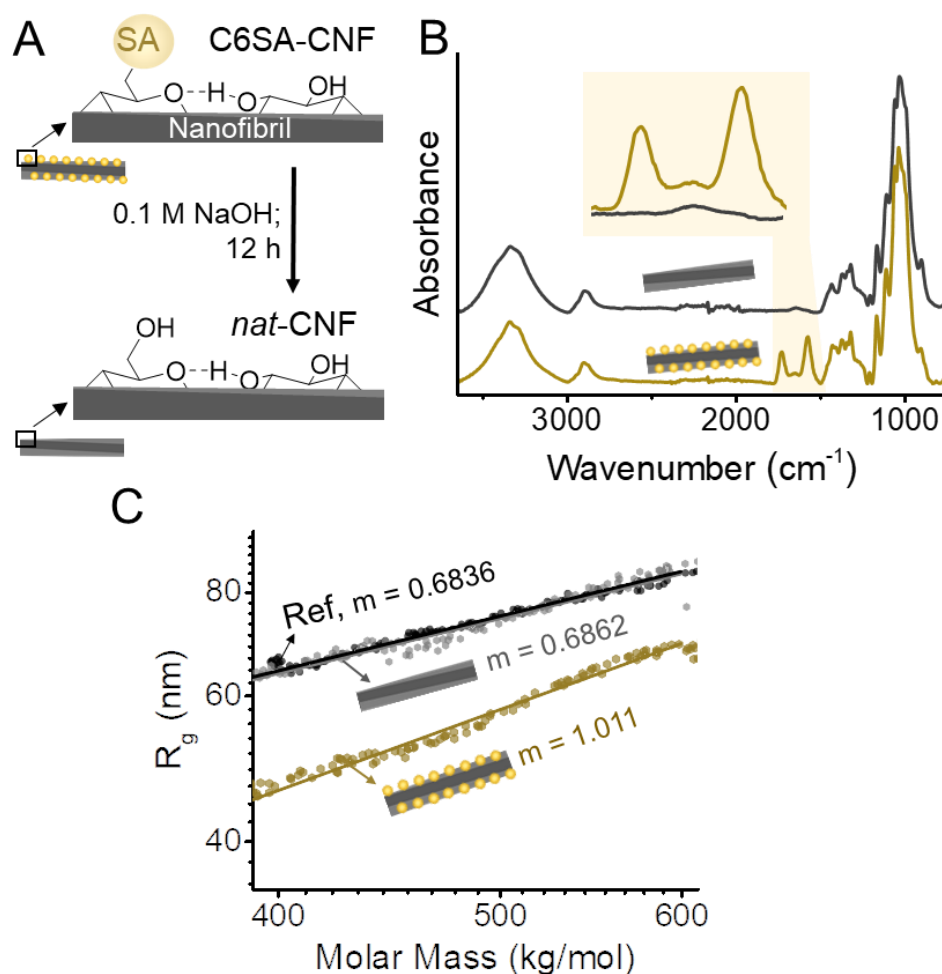 A
SA
C6SA-CNF
O
H
O
OH
Nanofibril
0.1 M NaOH;
12 h
nat-CNF
OH
O
H
O
OH
B
Absorbance
3000
2000
1000
Wavenumber (cm⁻¹)
C
80
60
40
R_g (nm)
Ref, m = 0.6836
m = 0.6862
m = 1.011
400
500
600
Molar Mass (kg/mol)